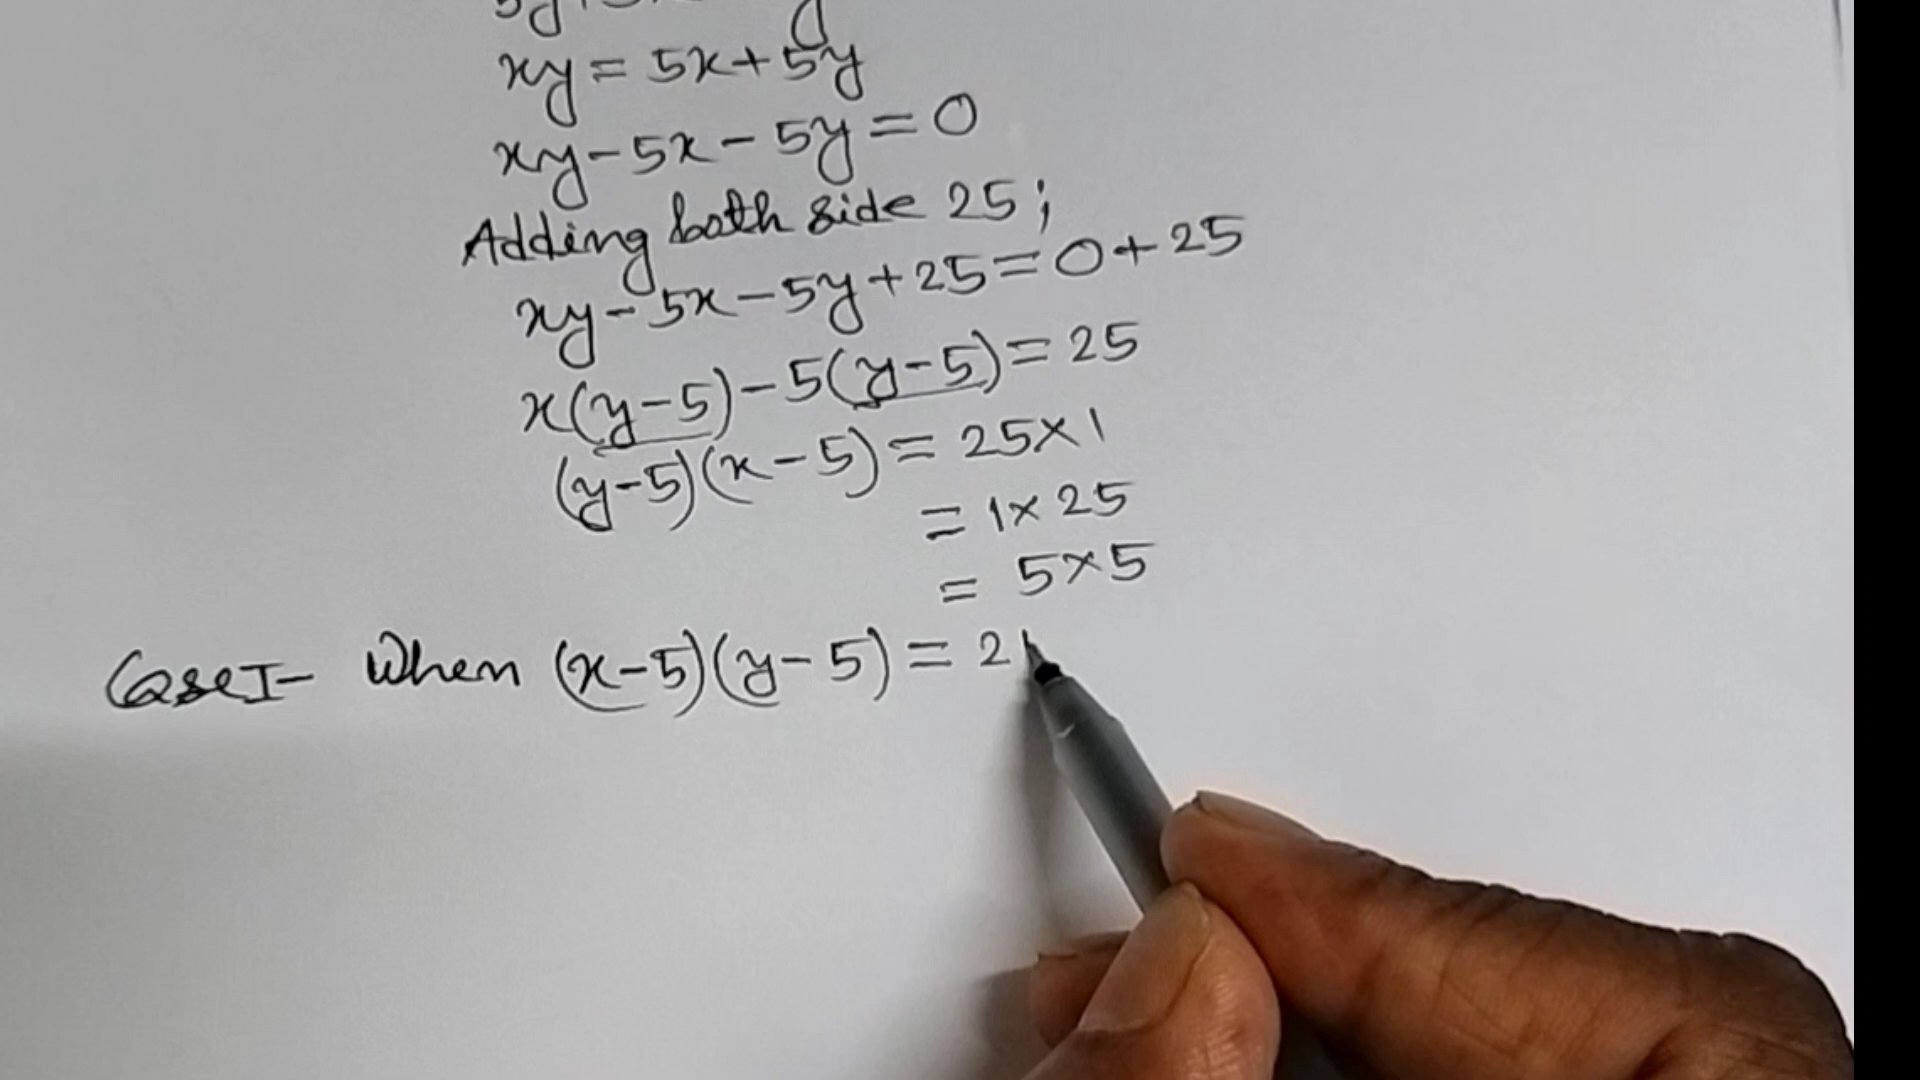 xy = 5x + 5y
xy - 5x - 5y = 0
Adding both side 25;
xy - 5x - 5y + 25 = 0 + 25
x(y-5) - 5(y-5) = 25
(y-5)(x-5) = 25 × 1
= 1 × 25
= 5 × 5
Case I - When (x-5)(y-5) = 2